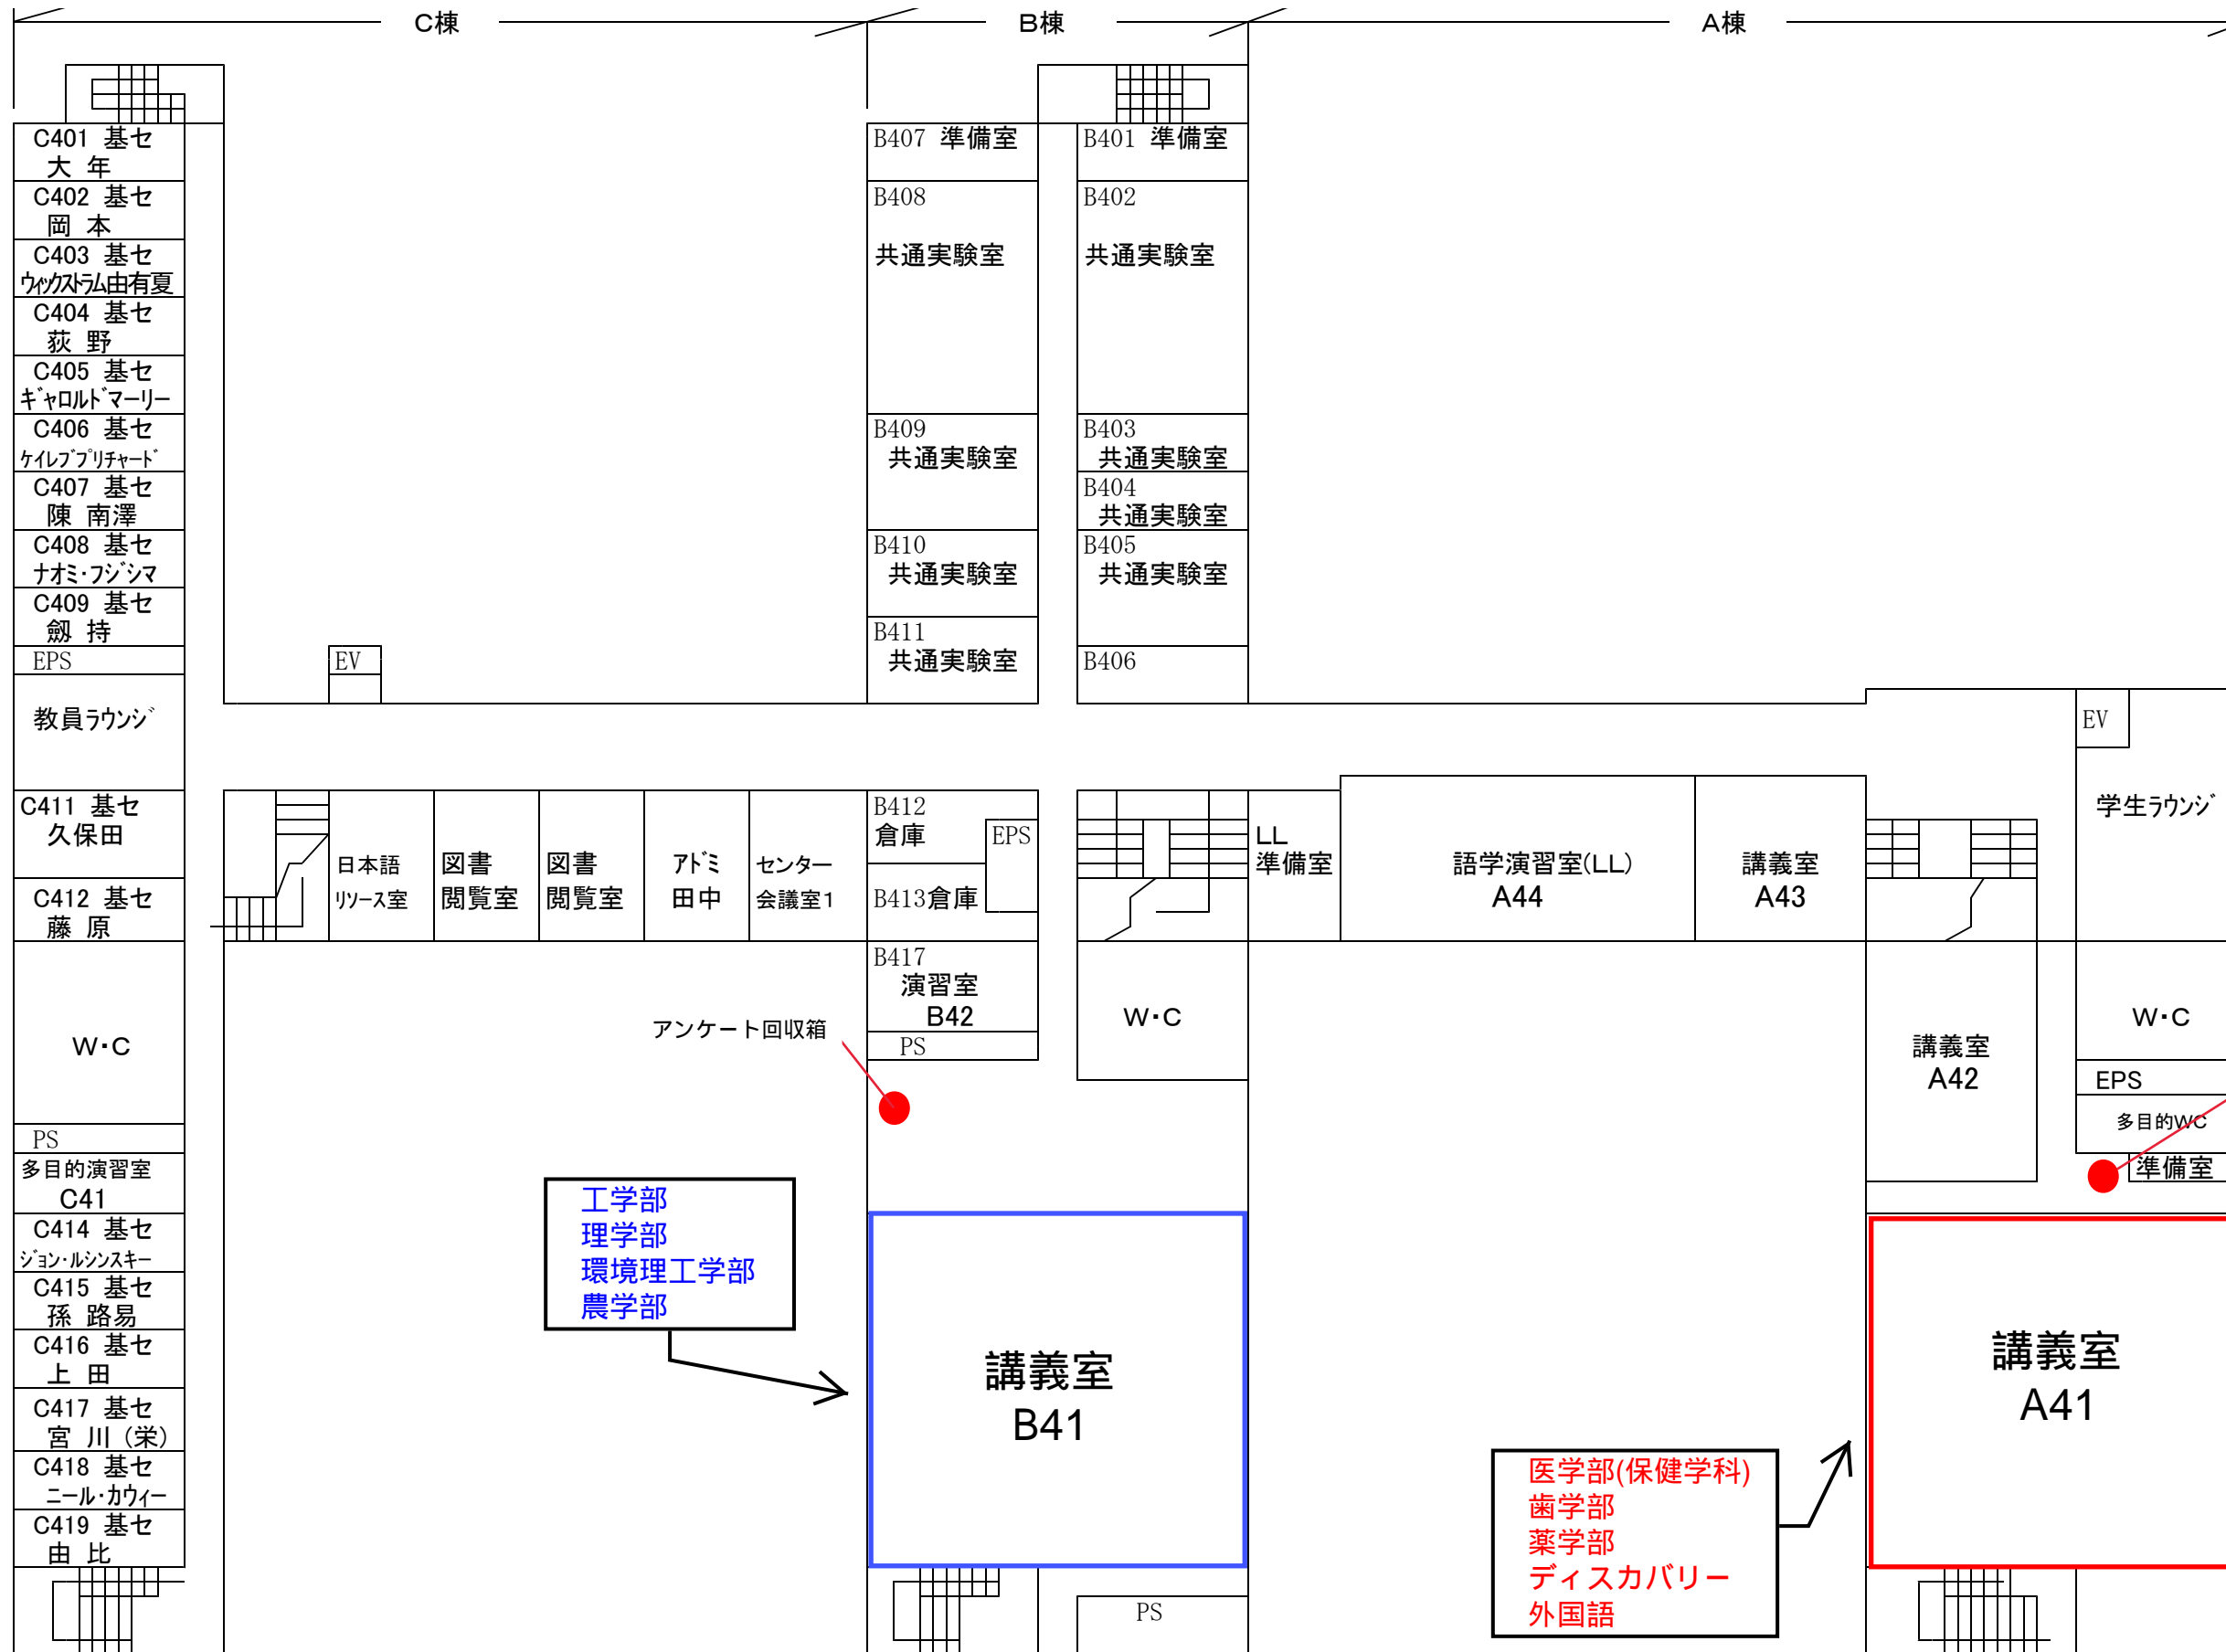 C棟
B棟
A棟
C401 基セ
大 年
C402 基セ
岡 本
C403 基セ
ウィックストラム由有夏
C404 基セ
荻 野
C405 基セ
ギャロルドマーリー
C406 基セ
ケイレブプリチャード
C407 基セ
陳 南澤
C408 基セ
ナオミ・フジシマ
C409 基セ
劔 持
EPS
教員ラウンジ
C411 基セ
久保田
C412 基セ
藤 原
W・C
PS
多目的演習室
C41
C414 基セ
ジョン・ルシンスキー
C415 基セ
孫 路易
C416 基セ
上 田
C417 基セ
宮 川 (栄)
C418 基セ
ニール・カウィー
C419 基セ
由 比
EV
日本語
リソース室
図書
閲覧室
図書
閲覧室
アドミ
田中
センター
会議室1
B407 準備室
B408
共通実験室
B409
共通実験室
B410
共通実験室
B411
共通実験室
B401 準備室
B402
共通実験室
B403
共通実験室
B404
共通実験室
B405
共通実験室
B406
B412
倉庫
EPS
B413倉庫
B417
演習室
B42
PS
W・C
アンケート回収箱
工学部
理学部
環境理工学部
農学部
講義室
B41
PS
LL
準備室
語学演習室(LL)
A44
講義室
A43
EV
学生ラウンジ
講義室
A42
W・C
EPS
多目的WC
準備室
講義室
A41
医学部(保健学科)
歯学部
薬学部
ディスカバリー
外国語